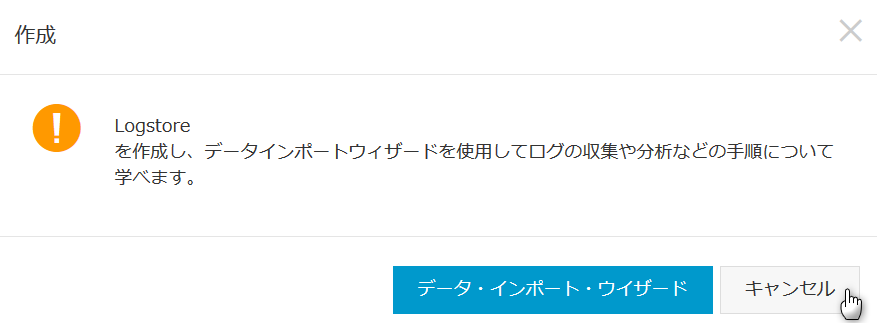 作成
Logstore
を作成し、データインポートウィザードを使用してログの収集や分析などの手順について
学べます。
データ・インポート・ウイザード
キャンセル